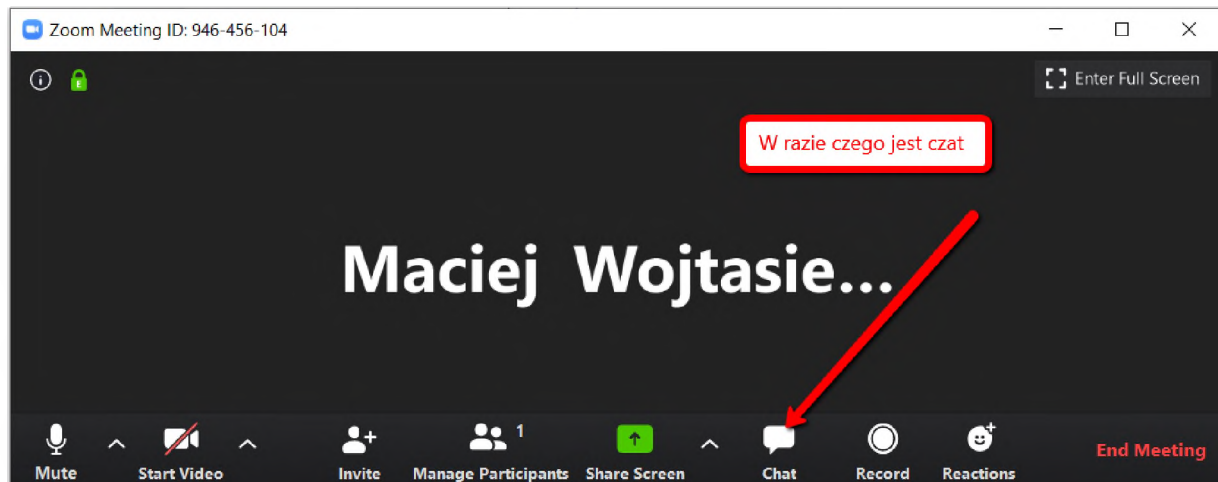 Zoom Meeting ID: 946-456-104
Enter Full Screen
W razie czego jest czat
Maciej Wojtasie...
1
Mute Start Video Invite Manage Participants Share Screen Chat Record Reactions End Meeting